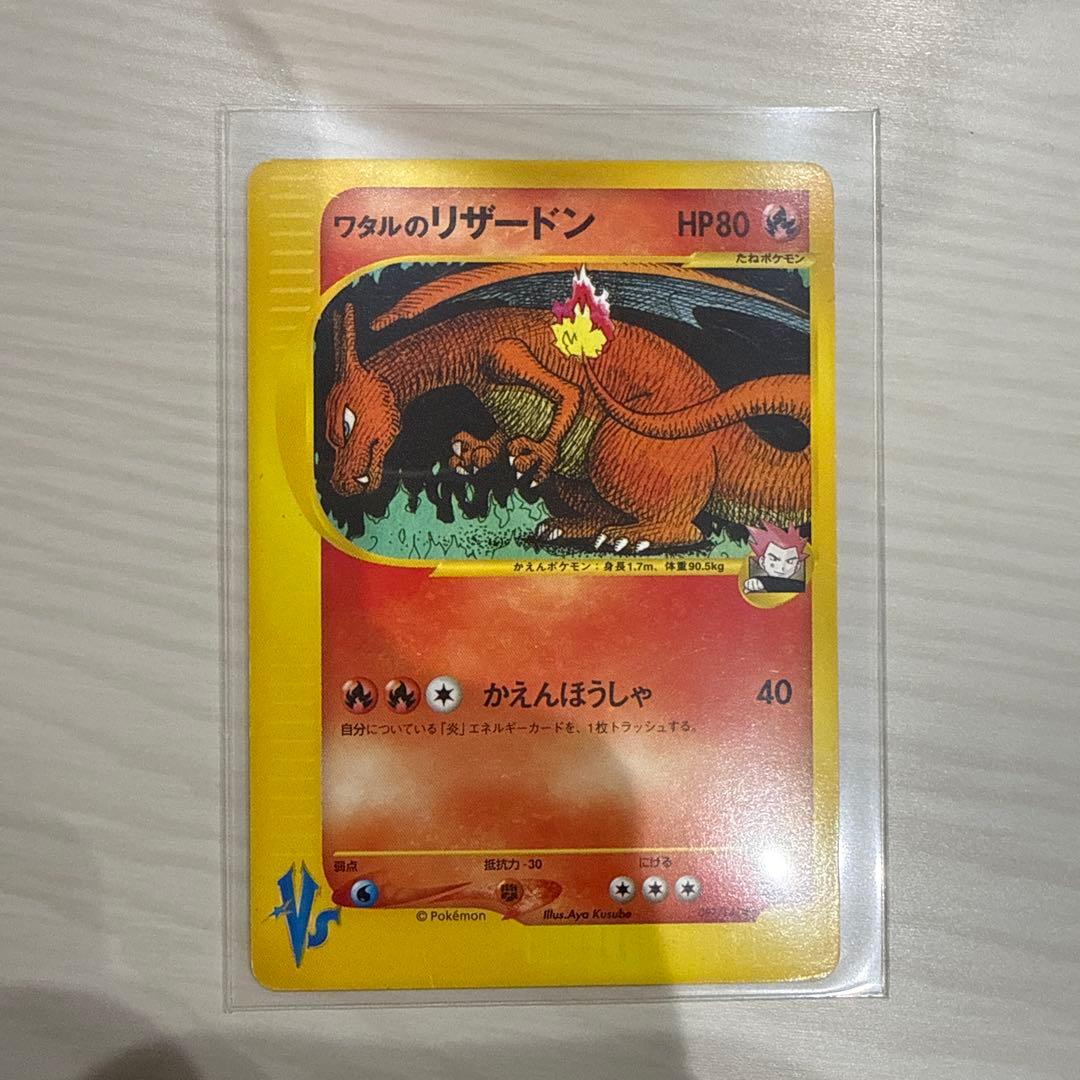 ワタルのリザードン HP80
たねポケモン
かえんポケモン：身長1.7m、体重90.5kg
かえんほうしゃ 40
自分についている「炎」エネルギーカードを、1枚トラッシュする。
弱点 抵抗力-30 にげる
© Pokémon Illus.Aya Kusube
VS